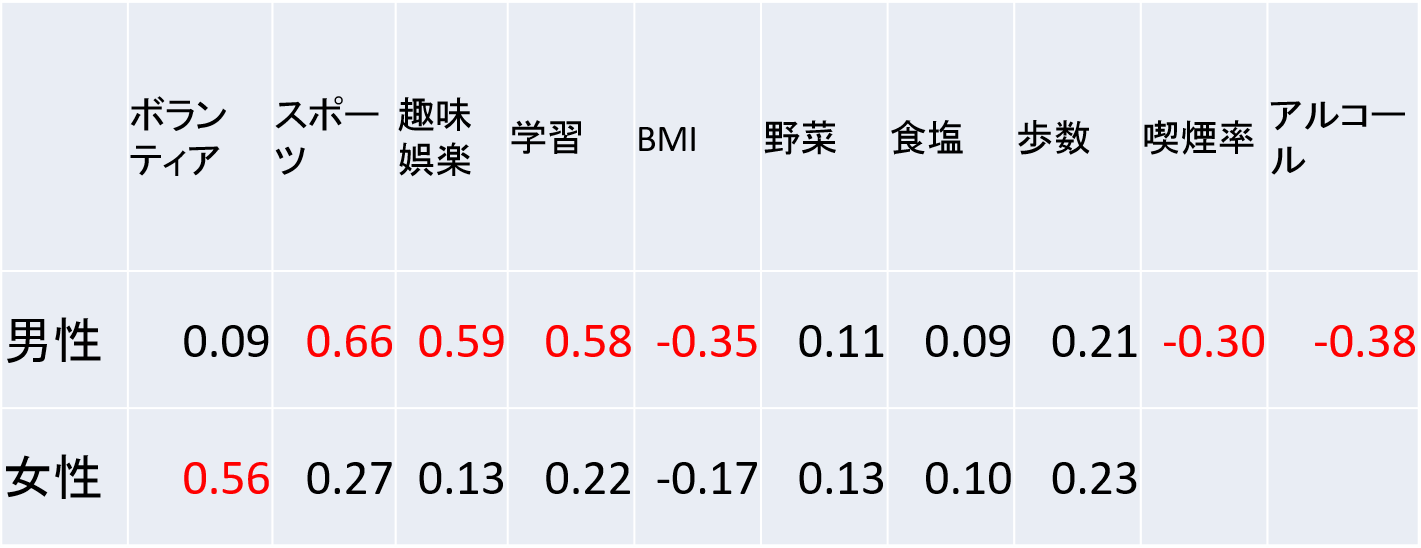 ボラン
ティア
スポー
ツ
趣味
娯楽
学習
BMI
野菜
食塩
歩数
喫煙率
アルコー
ル
男性 0.09 0.66 0.59 0.58 -0.35 0.11 0.09 0.21 -0.30 -0.38
女性 0.56 0.27 0.13 0.22 -0.17 0.13 0.10 0.23